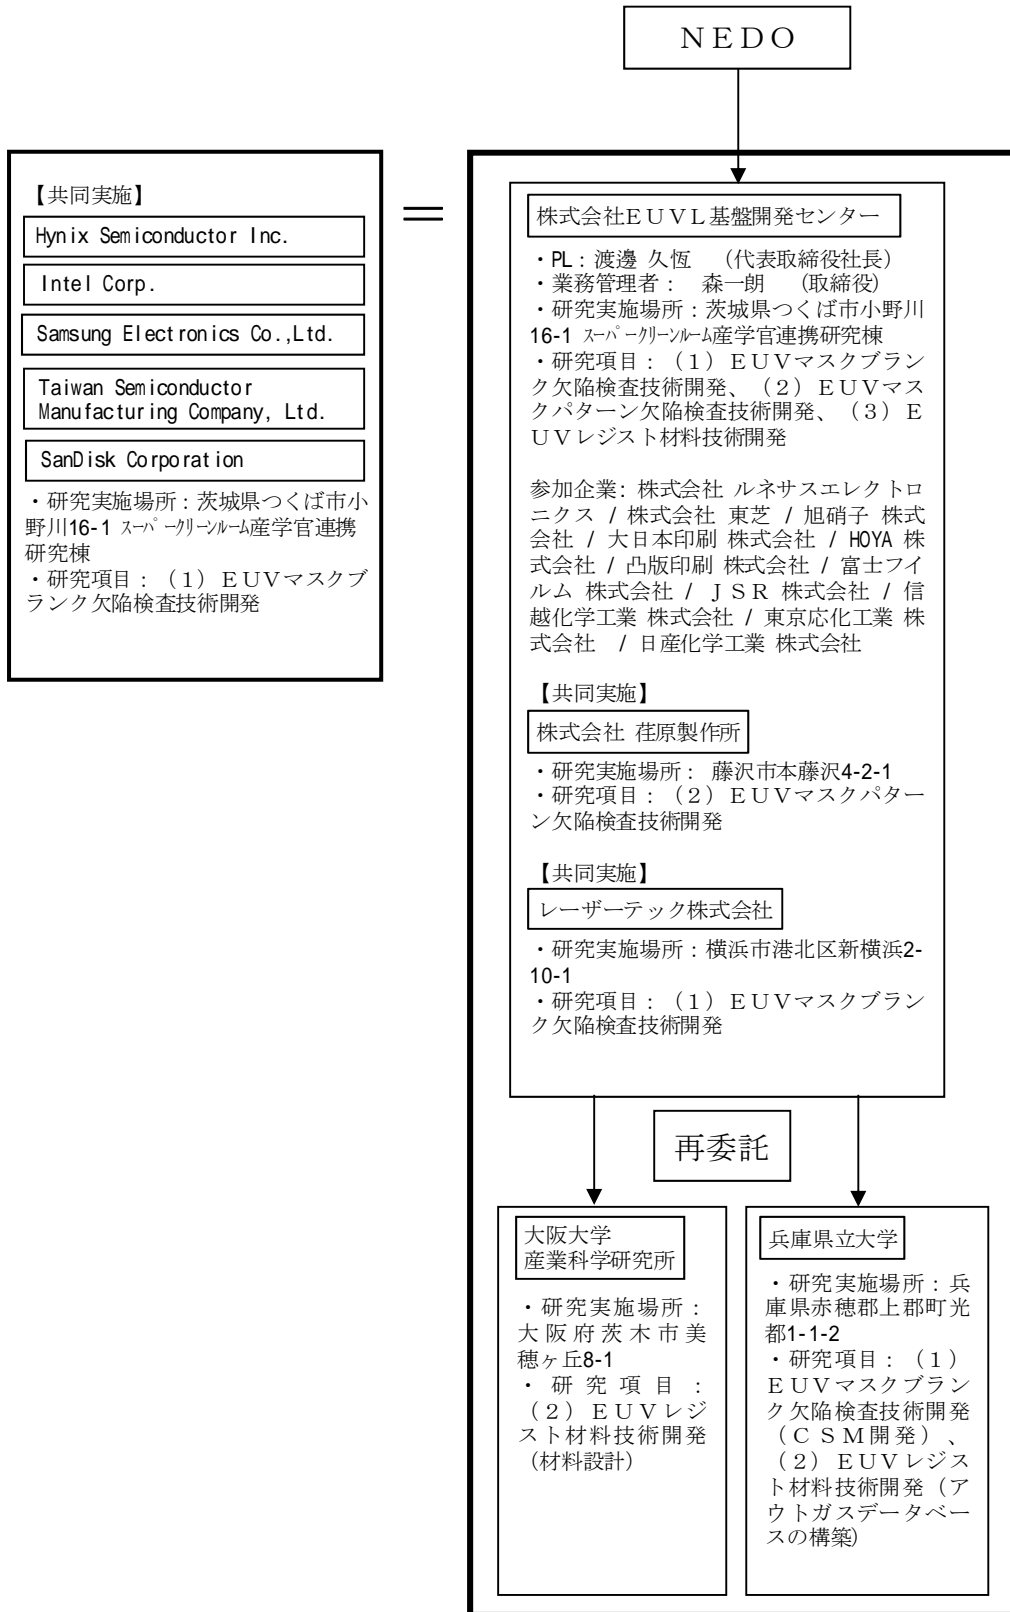 ＮＥＤＯ
【共同実施】
Hynix Semiconductor Inc.
Intel Corp.
Samsung Electronics Co.,Ltd.
Taiwan Semiconductor
Manufacturing Company, Ltd.
SanDisk Corporation
・研究実施場所：茨城県つくば市小
野川16-1 ｽｰﾊﾟｰｸﾘｰﾝﾙｰﾑ産学官連携
研究棟
・研究項目：（１）ＥＵＶマスクブ
ランク欠陥検査技術開発
＝
株式会社ＥＵＶＬ基盤開発センター
・PL：渡邊 久恒　（代表取締役社長）
・業務管理者：　森一朗　（取締役）
・研究実施場所：茨城県つくば市小野川
16-1 ｽｰﾊﾟｰｸﾘｰﾝﾙｰﾑ産学官連携研究棟
・研究項目：（１）ＥＵＶマスクブラン
ク欠陥検査技術開発、（２）ＥＵＶマス
クパターン欠陥検査技術開発、（３）Ｅ
ＵＶレジスト材料技術開発
参加企業：株式会社 ルネサスエレクトロ
ニクス / 株式会社 東芝 / 旭硝子 株式
会社 / 大日本印刷 株式会社 / HOYA 株
式会社 / 凸版印刷 株式会社 / 富士フイ
ルム 株式会社 / ＪＳＲ 株式会社 / 信
越化学工業 株式会社 / 東京応化工業 株
式会社　/ 日産化学工業 株式会社
【共同実施】
株式会社 荏原製作所
・研究実施場所： 藤沢市本藤沢4-2-1
・研究項目：（２）ＥＵＶマスクパター
ン欠陥検査技術開発
【共同実施】
レーザーテック株式会社
・研究実施場所：横浜市港北区新横浜2-
10-1
・研究項目：（１）ＥＵＶマスクブラン
ク欠陥検査技術開発
再委託
大阪大学
産業科学研究所
・研究実施場所：
大阪府茨木市美
穂ヶ丘8-1
・研究項目：
（２）ＥＵＶレジ
スト材料技術開発
（材料設計）
兵庫県立大学
・研究実施場所：兵
庫県赤穂郡上郡町光
都1-1-2
・研究項目：（１）
ＥＵＶマスクブラン
ク欠陥検査技術開発
（ＣＳＭ開発）、
（２）ＥＵＶレジス
ト材料技術開発（ア
ウトガスデータベー
スの構築）